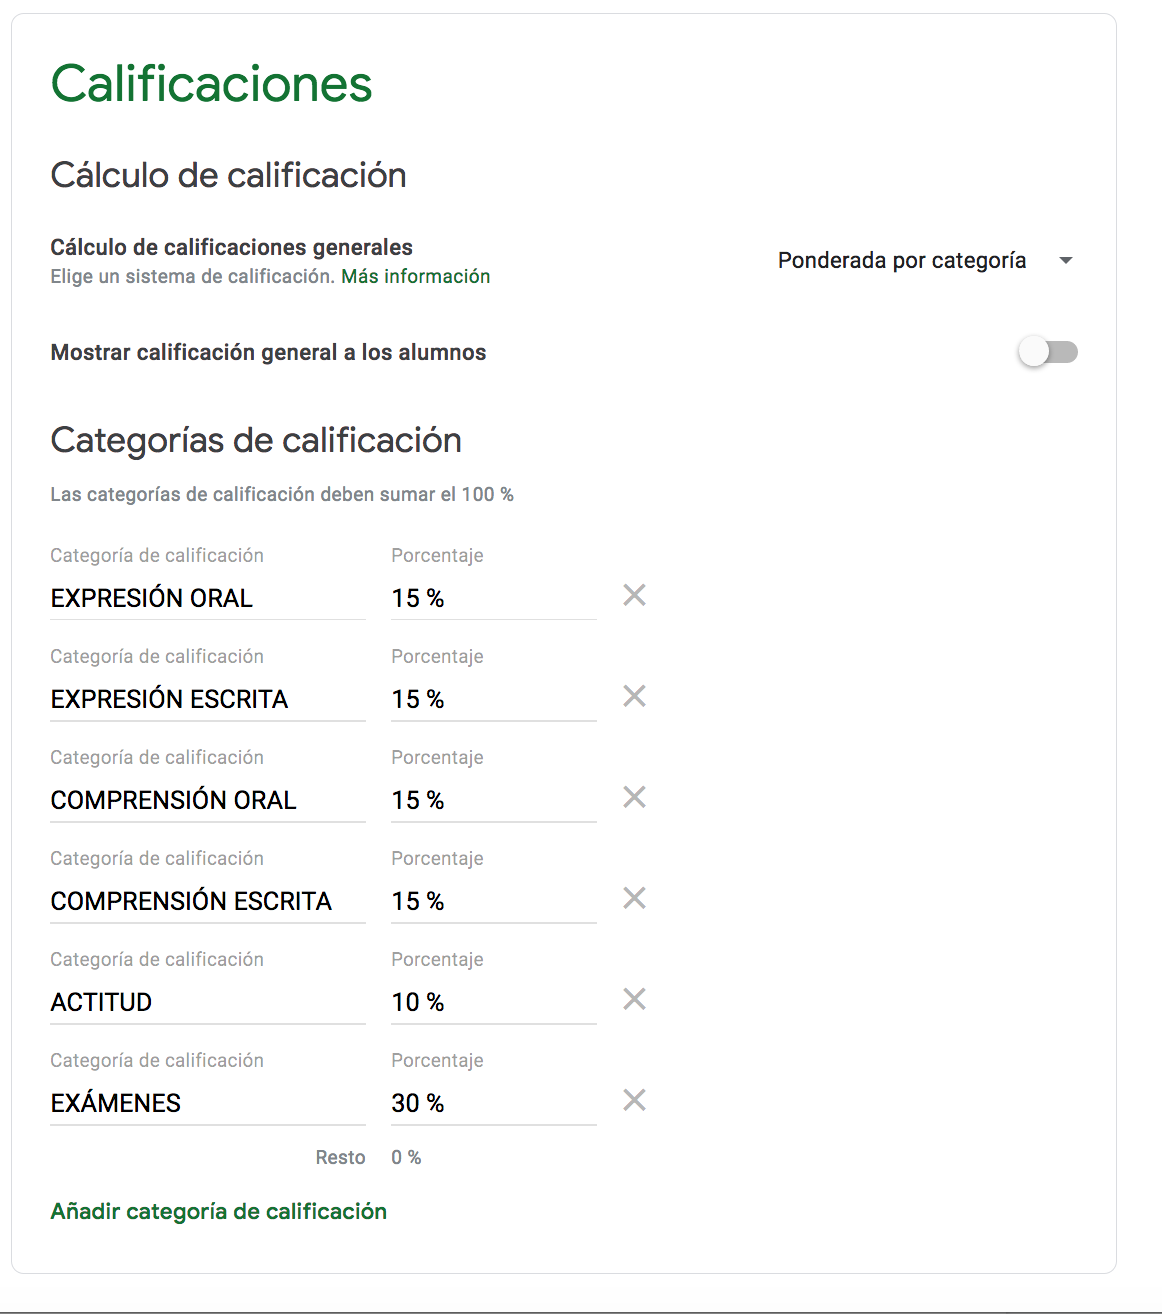 Calificaciones
Cálculo de calificación
Cálculo de calificaciones generales
Elige un sistema de calificación. Más información
Ponderada por categoría
Mostrar calificación general a los alumnos
Categorías de calificación
Las categorías de calificación deben sumar el 100 %
Categoría de calificación Porcentaje
EXPRESIÓN ORAL 15 %
Categoría de calificación Porcentaje
EXPRESIÓN ESCRITA 15 %
Categoría de calificación Porcentaje
COMPRENSIÓN ORAL 15 %
Categoría de calificación Porcentaje
COMPRENSIÓN ESCRITA 15 %
Categoría de calificación Porcentaje
ACTITUD 10 %
Categoría de calificación Porcentaje
EXÁMENES 30 %
Resto 0 %
Añadir categoría de calificación